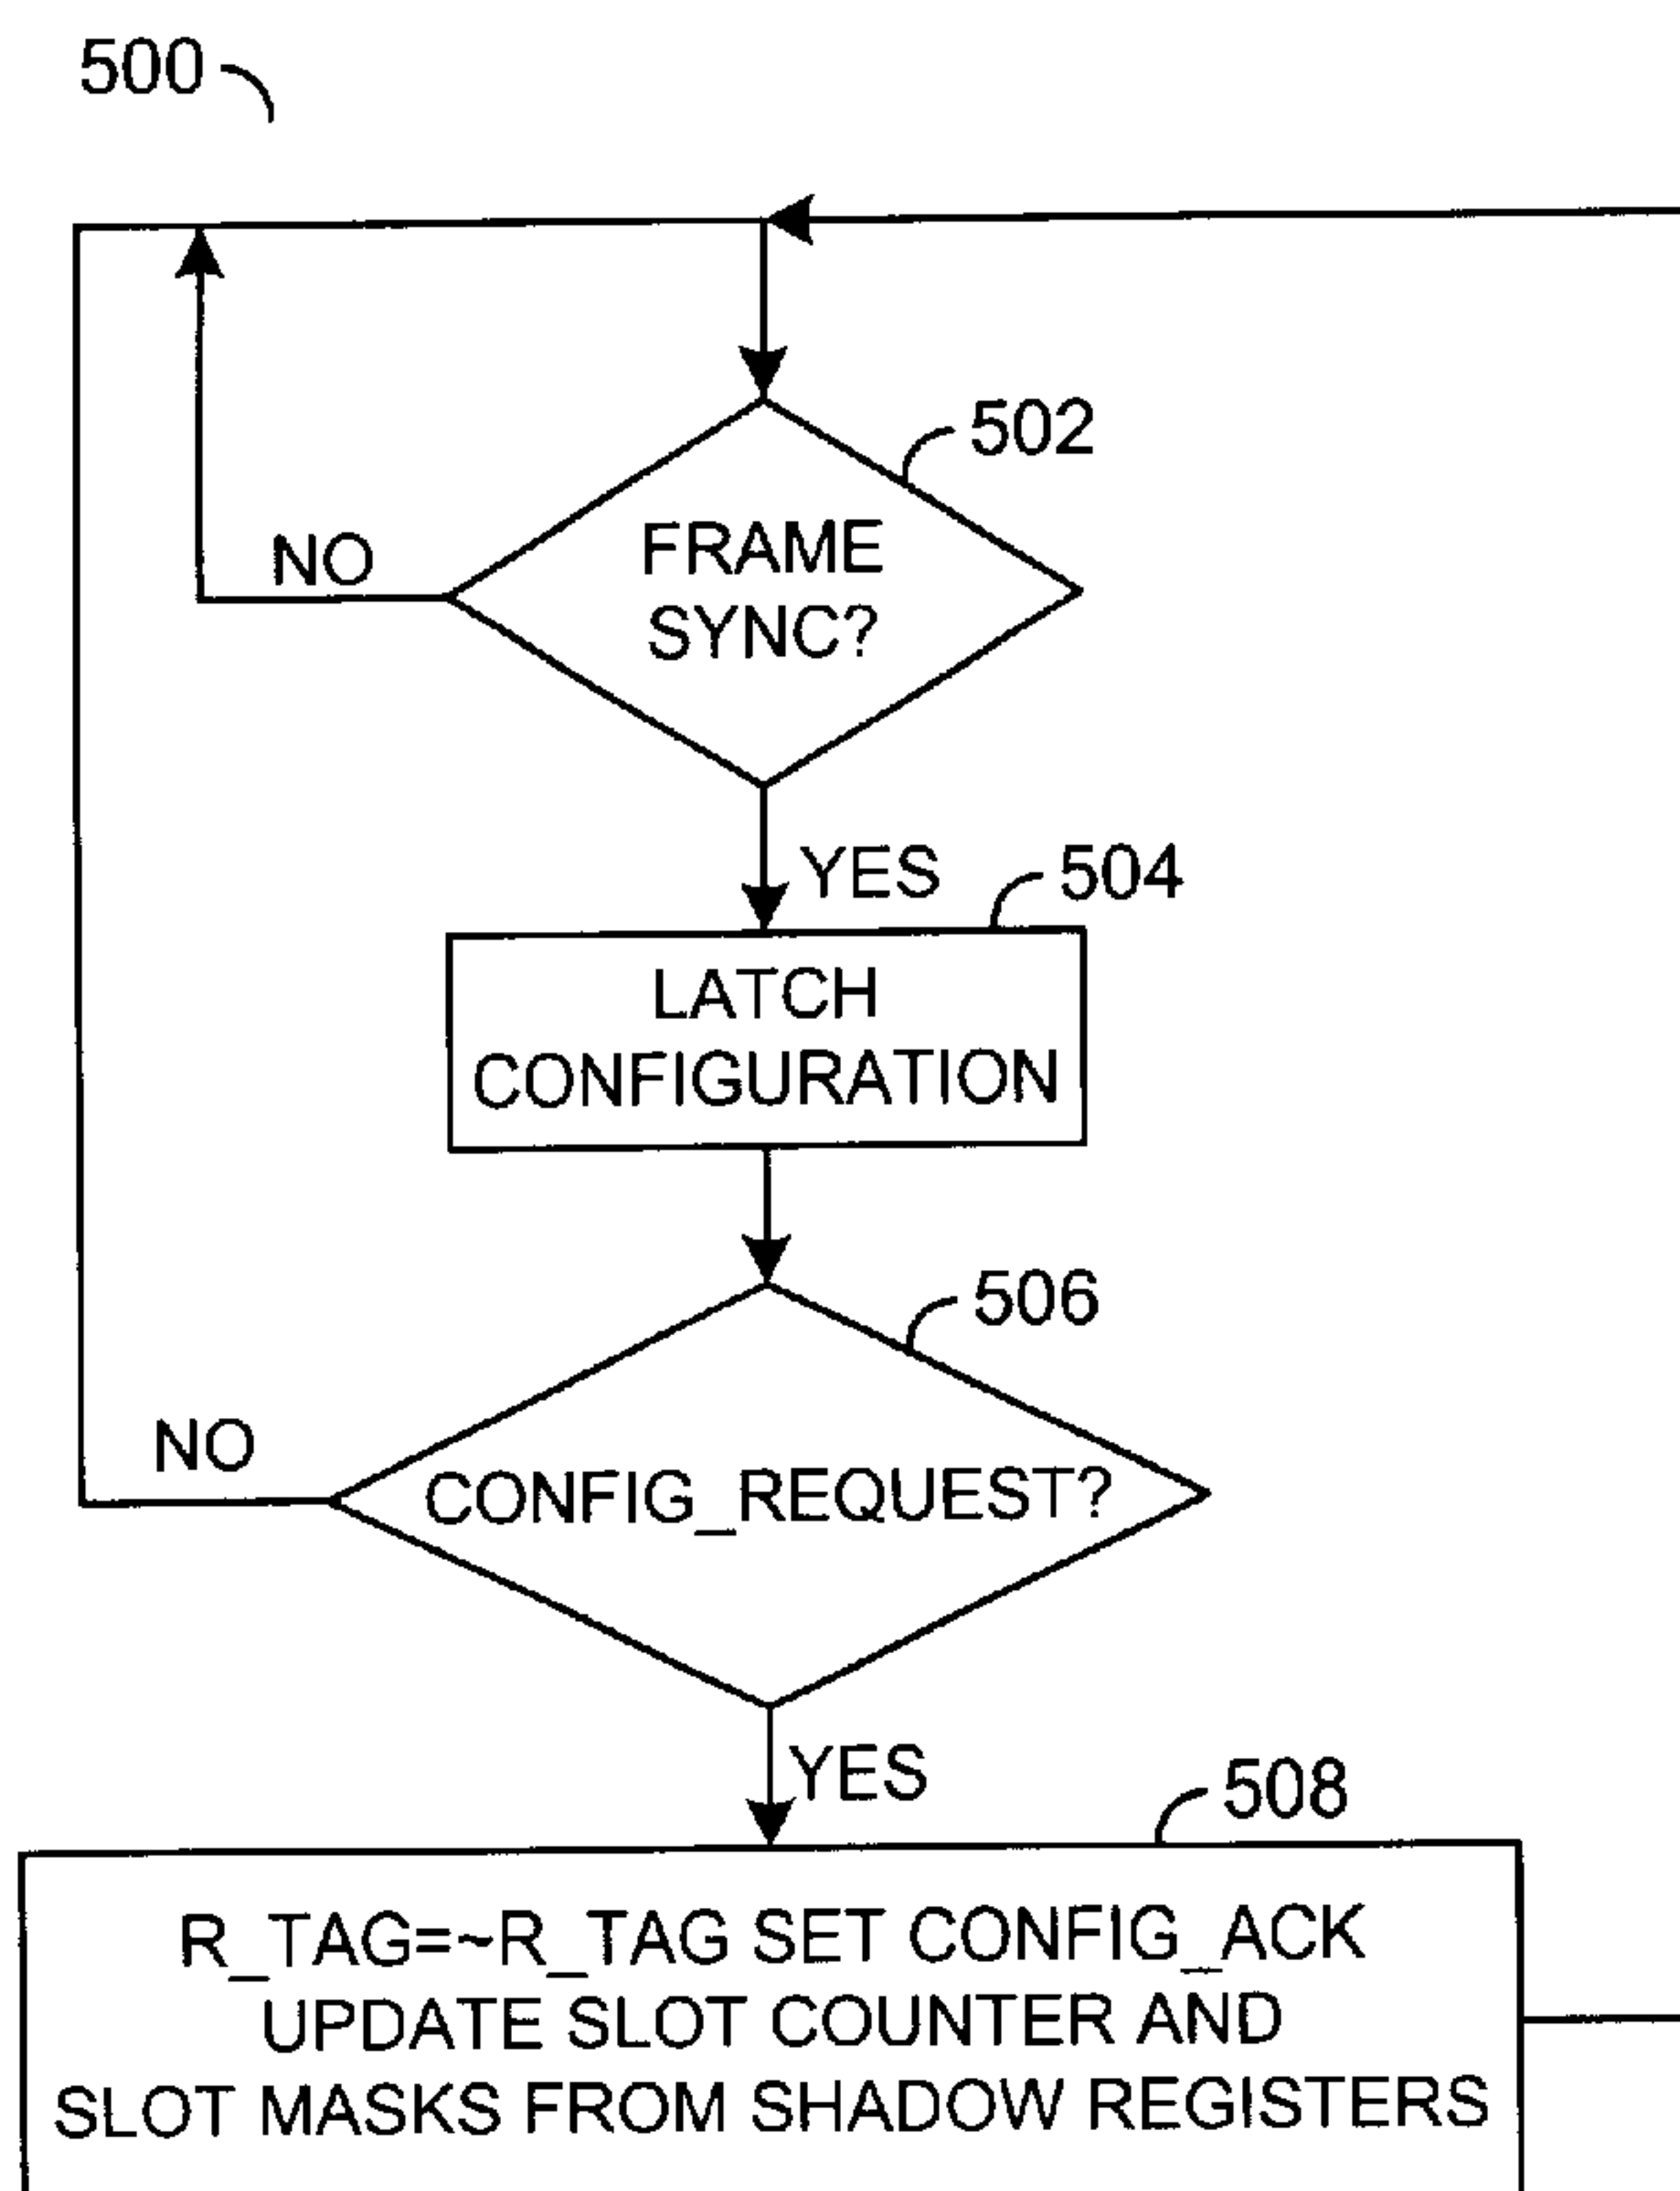 500
502
FRAME
SYNC?
NO
YES
504
LATCH
CONFIGURATION
506
NO
CONFIG_REQUEST?
YES
508
R_TAG=~R_TAG SET CONFIG_ACK
UPDATE SLOT COUNTER AND
SLOT MASKS FROM SHADOW REGISTERS